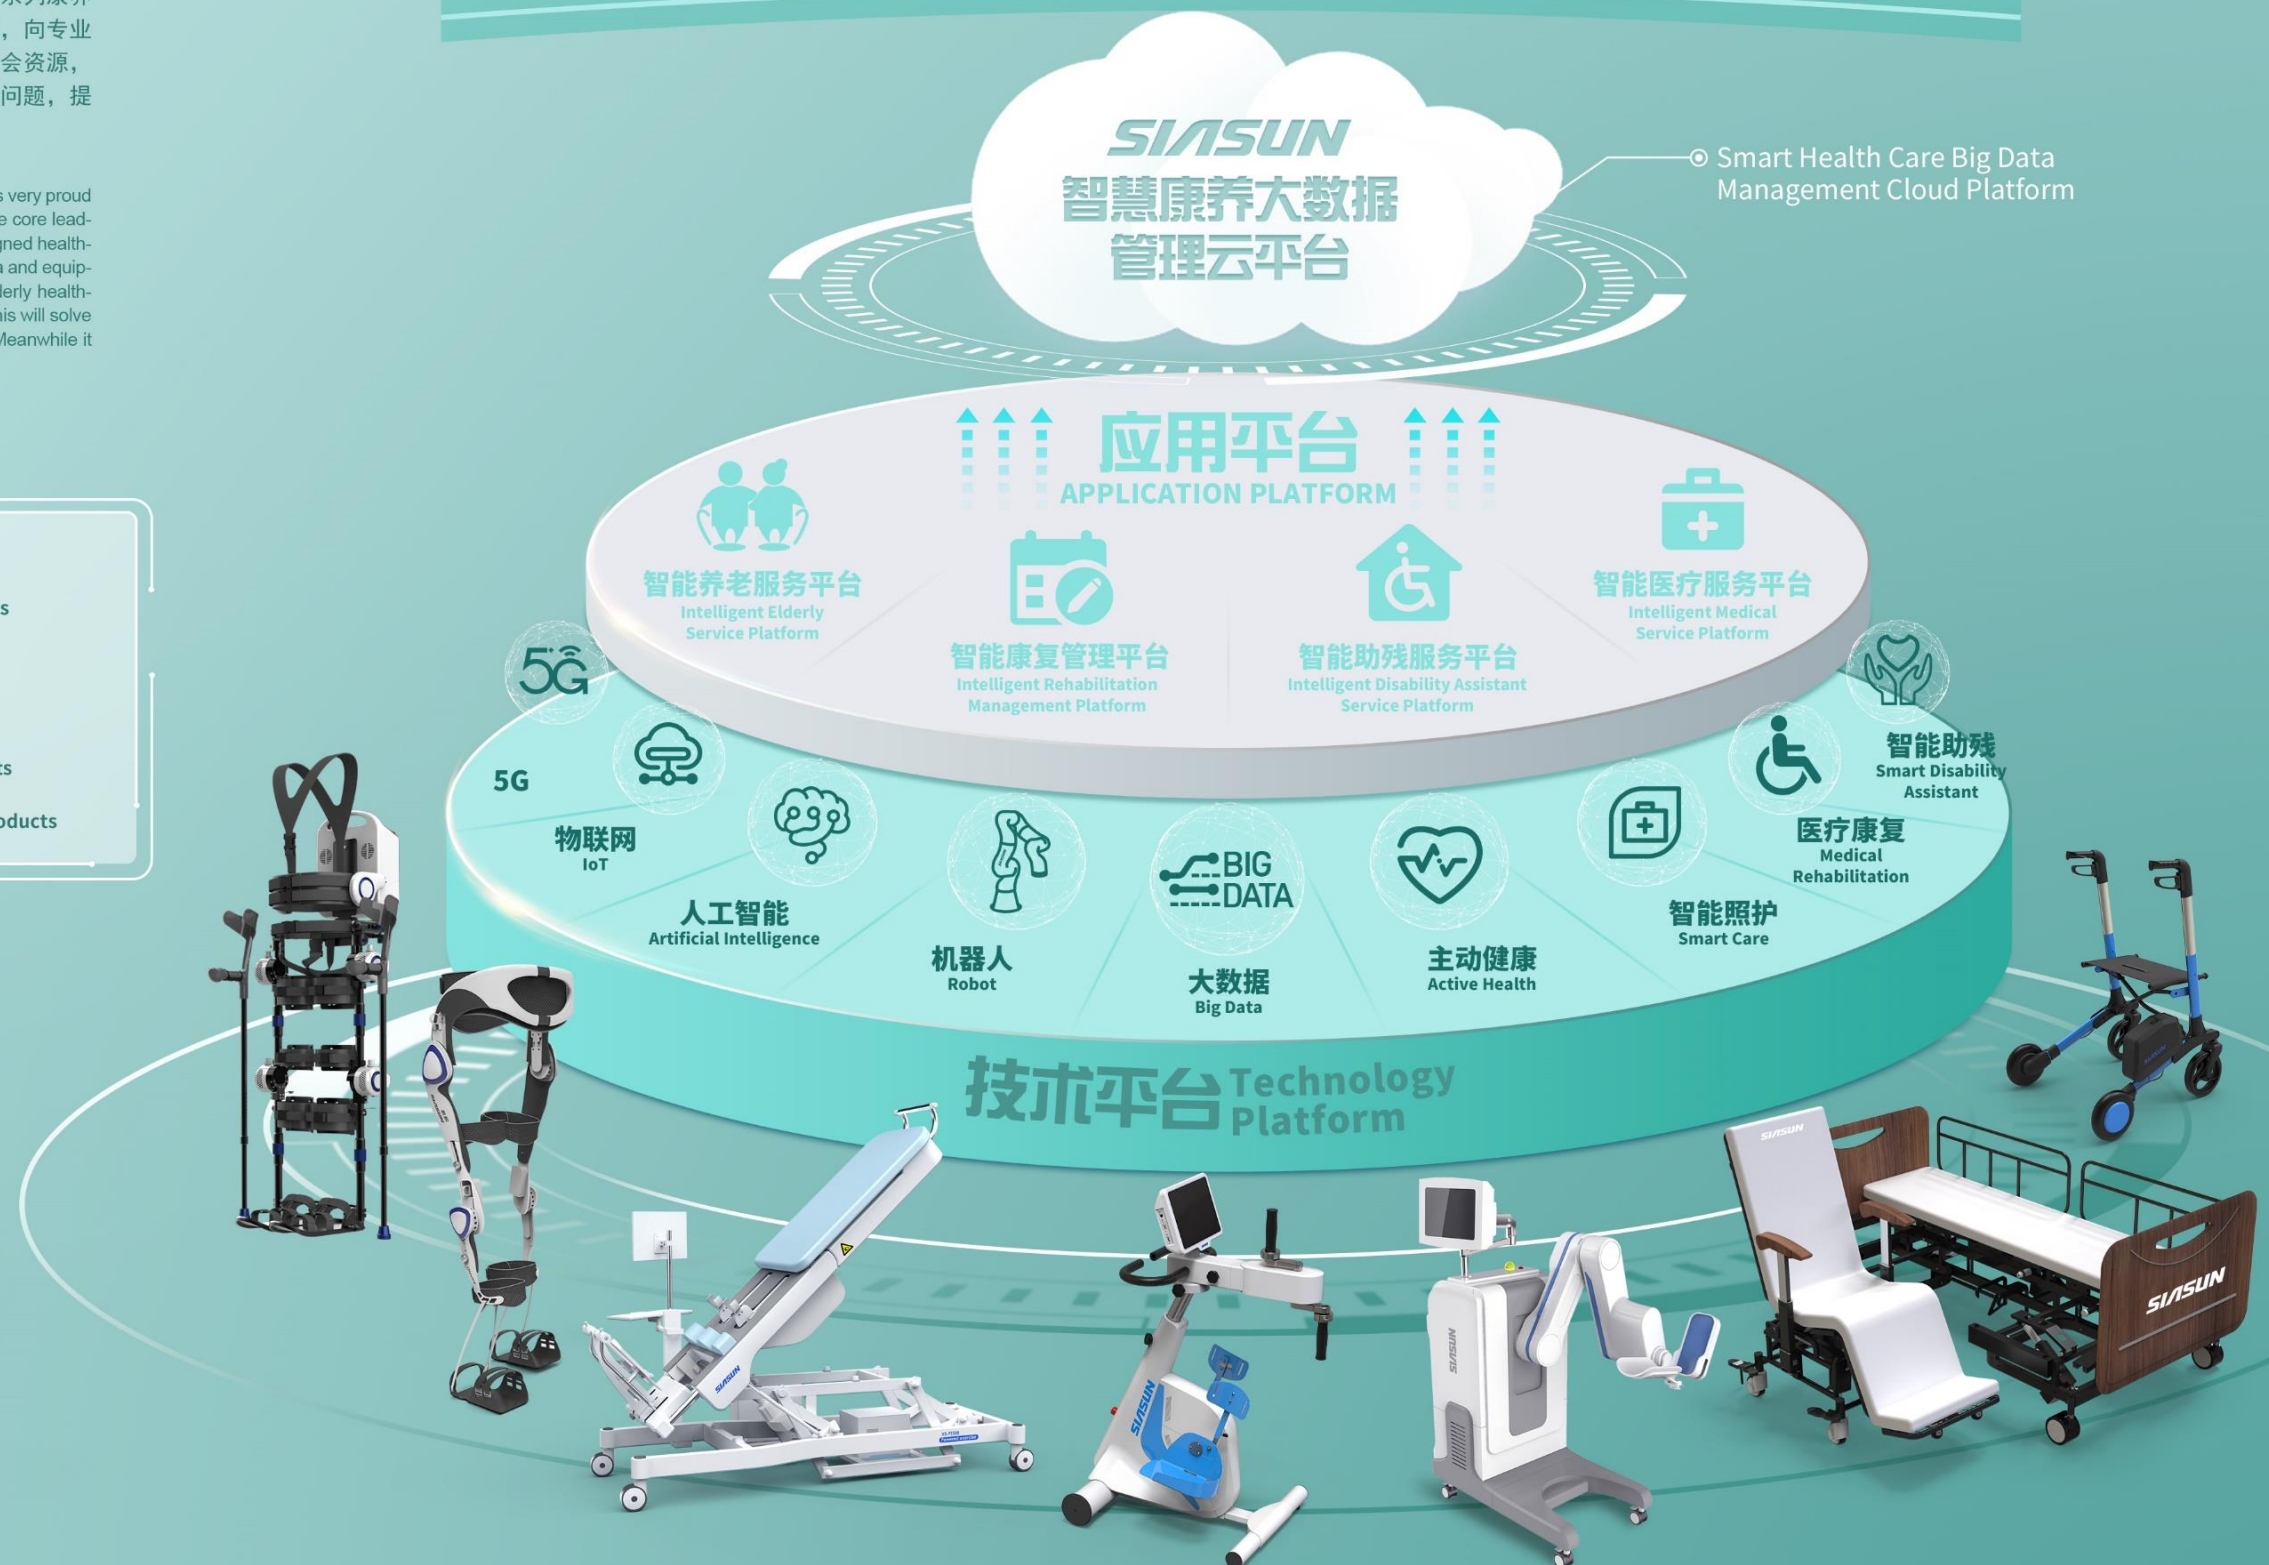 ，向专业
会资源，
问题，提
s very proud
e core lead-
gned health-
a and equip-
derly health-
his will solve
Meanwhile it
s
ts
oducts
SIASUN
智慧康养大数据
管理云平台
Smart Health Care Big Data
Management Cloud Platform
应用平台
APPLICATION PLATFORM
智能养老服务平台
Intelligent Elderly
Service Platform
智能康复管理平台
Intelligent Rehabilitation
Management Platform
智能助残服务平台
Intelligent Disability Assistant
Service Platform
智能医疗服务平台
Intelligent Medical
Service Platform
5G
5G
物联网
IoT
人工智能
Artificial Intelligence
机器人
Robot
BIG
DATA
大数据
Big Data
主动健康
Active Health
智能照护
Smart Care
医疗康复
Medical
Rehabilitation
智能助残
Smart Disability
Assistant
技术平台
Technology
Platform
SIASUN
SIASUN
SIASUN
SIASUN
SIASUN
SIASUN